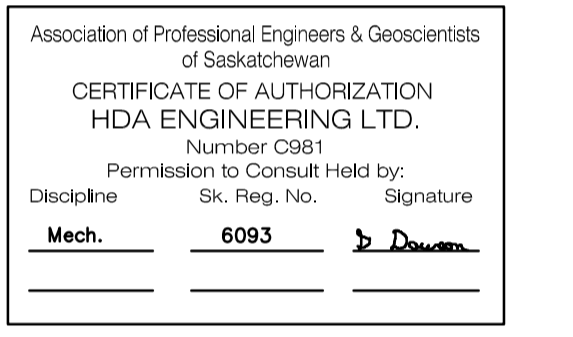 Association of Professional Engineers & Geoscientists
of Saskatchewan
CERTIFICATE OF AUTHORIZATION
HDA ENGINEERING LTD.
Number C981
Permission to Consult Held by:
Discipline Sk. Reg. No. Signature
Mech. 6093 D Dowson